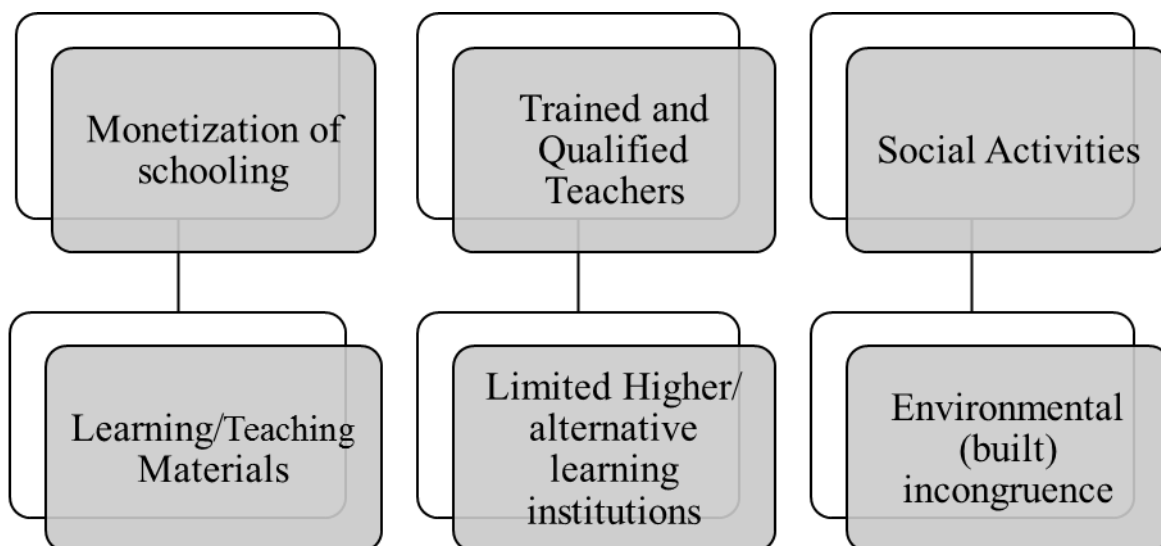 Monetization of
schooling
Trained and
Qualified
Teachers
Social Activities
Learning/Teaching
Materials
Limited Higher/
alternative
learning
institutions
Environmental
(built)
incongruence